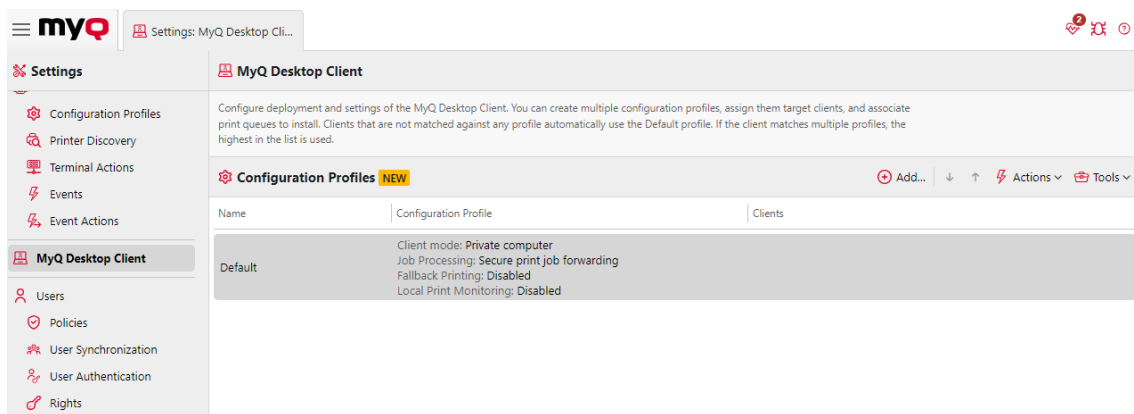 myQ
Settings: MyQ Desktop Cli...
2
Settings
MyQ Desktop Client
Configuration Profiles
Printer Discovery
Terminal Actions
Events
Event Actions
MyQ Desktop Client
Users
Policies
User Synchronization
User Authentication
Rights
Configure deployment and settings of the MyQ Desktop Client. You can create multiple configuration profiles, assign them target clients, and associate
print queues to install. Clients that are not matched against any profile automatically use the Default profile. If the client matches multiple profiles, the
highest in the list is used.
Configuration Profiles NEW
Add...
Actions
Tools
Name
Configuration Profile
Clients
Default
Client mode: Private computer
Job Processing: Secure print job forwarding
Fallback Printing: Disabled
Local Print Monitoring: Disabled